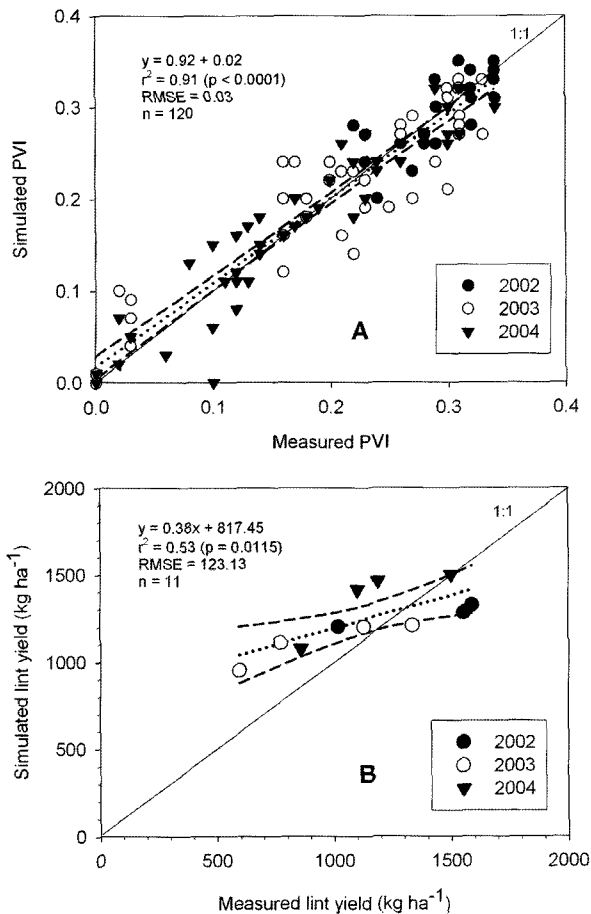 0.4
0.3
0.2
0.1
0.0
Simulated PVI
y = 0.92 + 0.02
r² = 0.91 (p < 0.0001)
RMSE = 0.03
n = 120
1:1
A
2002
2003
2004
0.0
0.1
0.2
0.3
0.4
Measured PVI
2000
1500
1000
500
0
Simulated lint yield (kg ha⁻¹)
y = 0.38x + 817.45
r² = 0.53 (p = 0.0115)
RMSE = 123.13
n = 11
1:1
B
2002
2003
2004
0
500
1000
1500
2000
Measured lint yield (kg ha⁻¹)